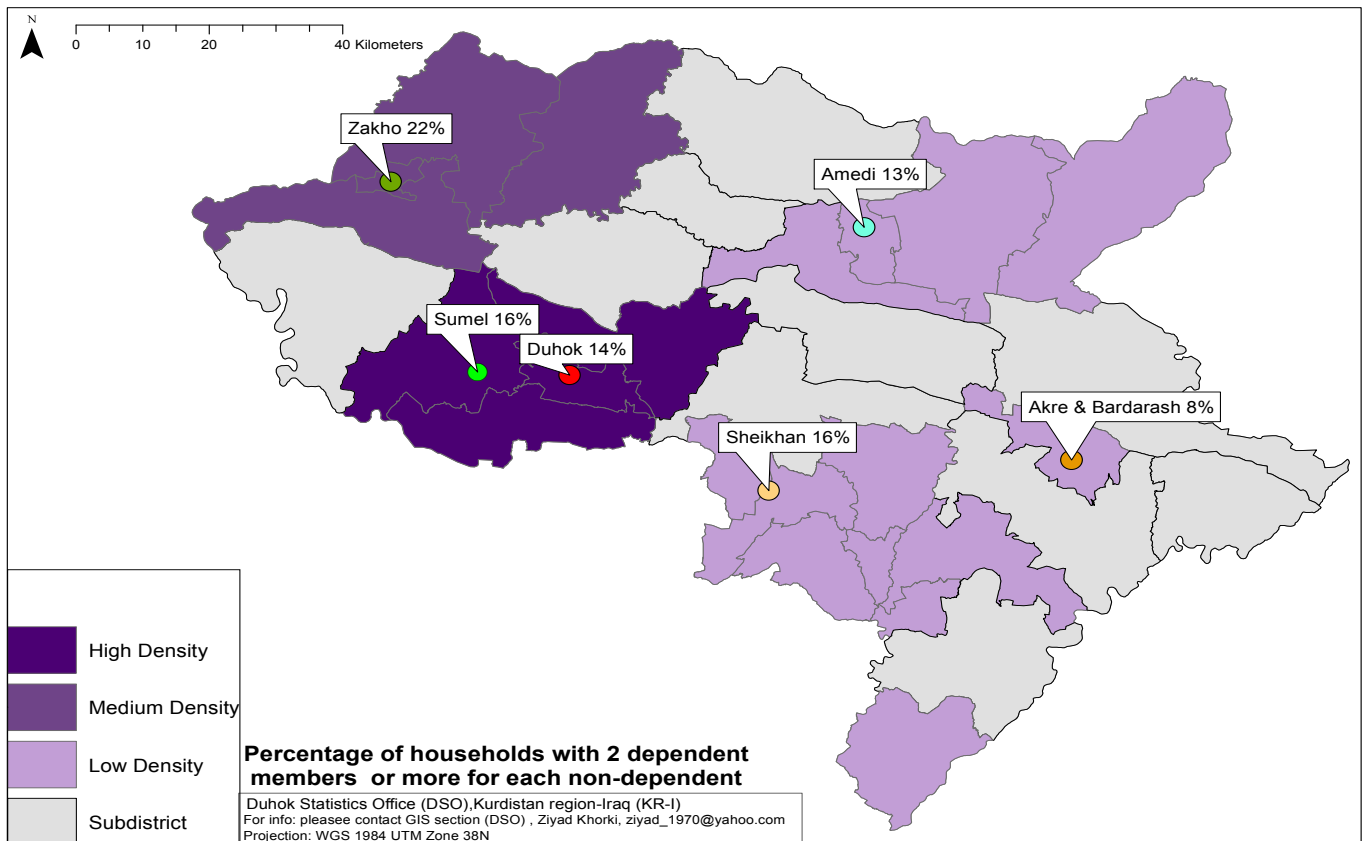 N
0 10 20 40 Kilometers
Zakho 22%
Amedi 13%
Sumel 16%
Duhok 14%
Akre & Bardarash 8%
Sheikhan 16%
High Density
Medium Density
Low Density
Subdistrict
Percentage of households with 2 dependent
members or more for each non-dependent
Duhok Statistics Office (DSO),Kurdistan region-Iraq (KR-I)
For info: pleasee contact GIS section (DSO) , Ziyad Khorki, ziyad_1970@yahoo.com
Projection: WGS 1984 UTM Zone 38N